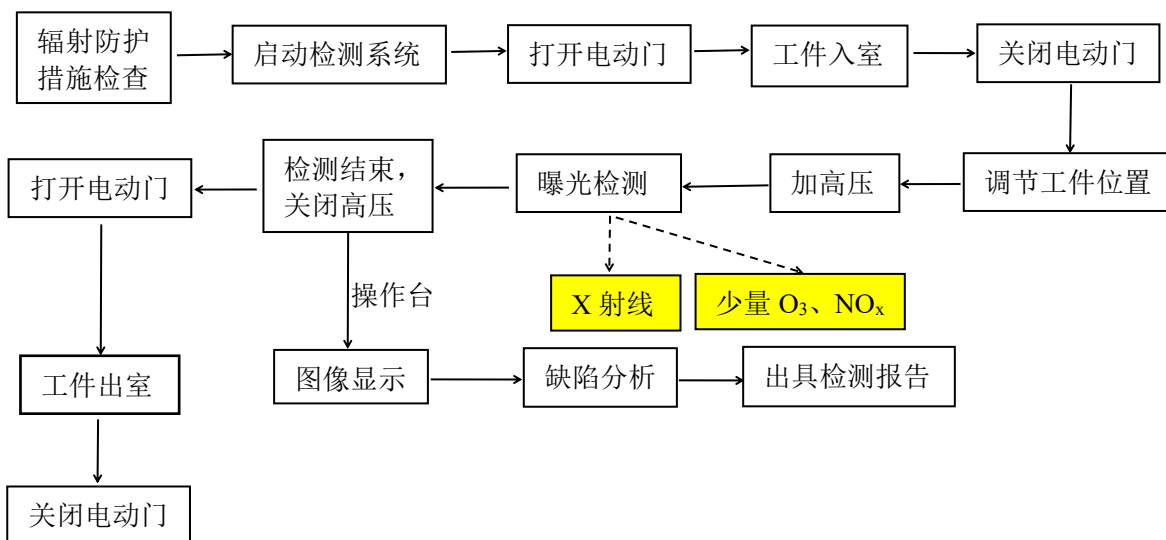 辐射防护
措施检查
启动检测系统
打开电动门
工件入室
关闭电动门
调节工件位置
加高压
曝光检测
检测结束，
关闭高压
打开电动门
X 射线
少量 O₃、NOₓ
操作台
工件出室
图像显示
缺陷分析
出具检测报告
关闭电动门